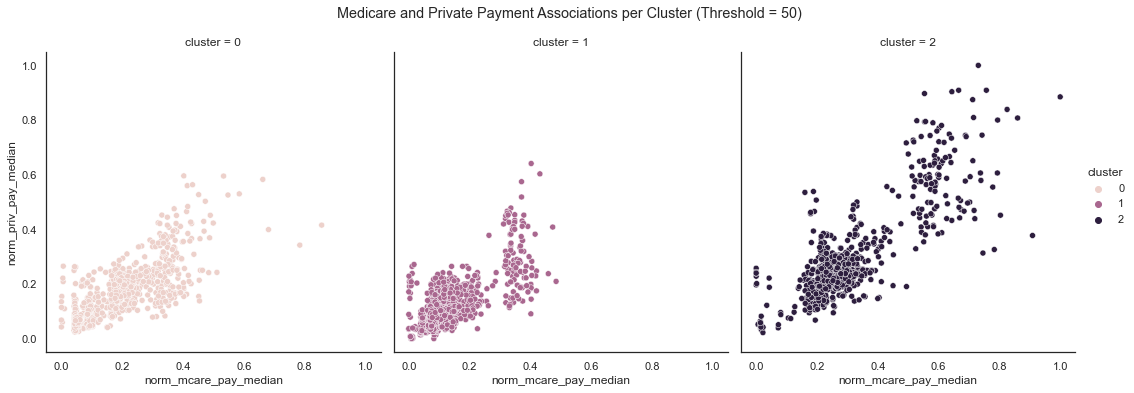 Medicare and Private Payment Associations per Cluster (Threshold = 50)
cluster = 0
cluster = 1
cluster = 2
norm_priv_pay_median
1.0
0.8
0.6
0.4
0.2
0.0
0.0 0.2 0.4 0.6 0.8 1.0
norm_mcare_pay_median
0.0 0.2 0.4 0.6 0.8 1.0
norm_mcare_pay_median
0.0 0.2 0.4 0.6 0.8 1.0
norm_mcare_pay_median
cluster
0
1
2